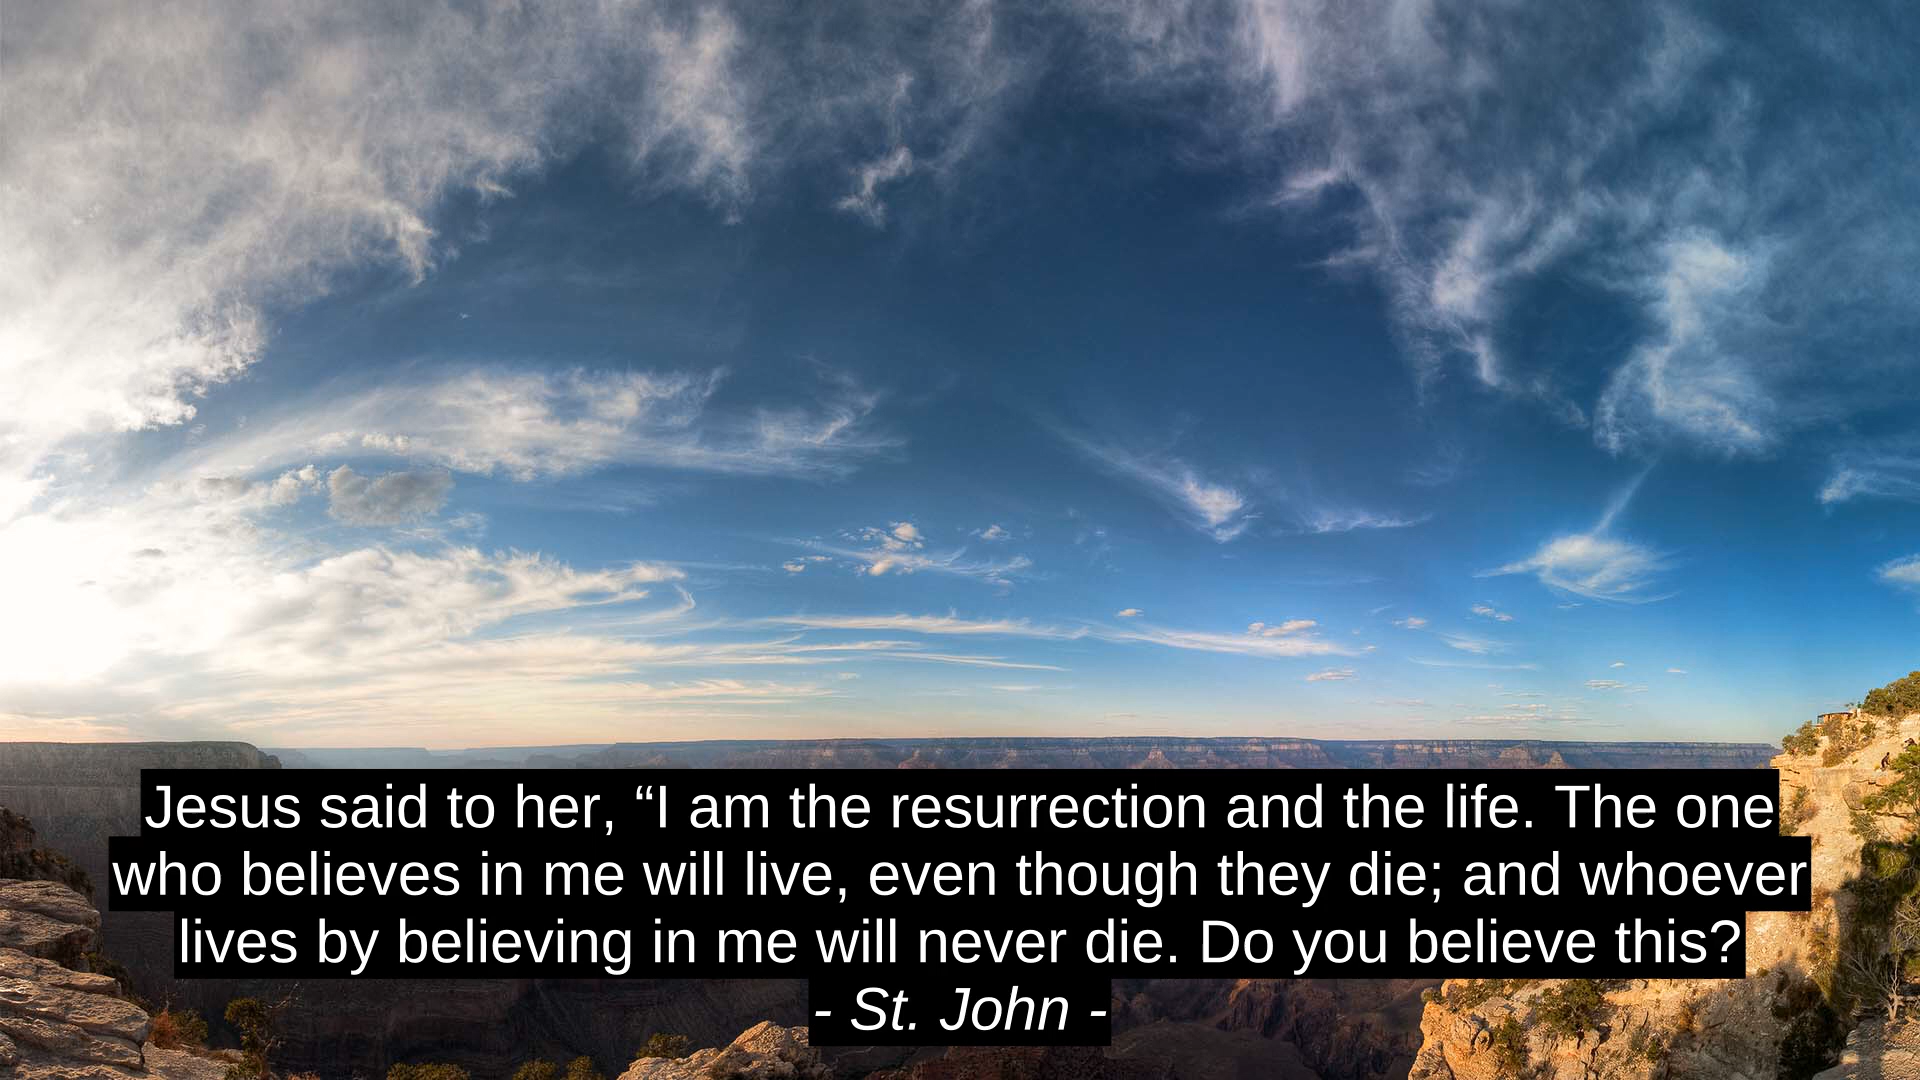 Jesus said to her, “I am the resurrection and the life. The one
who believes in me will live, even though they die; and whoever
lives by believing in me will never die. Do you believe this?
- St. John -